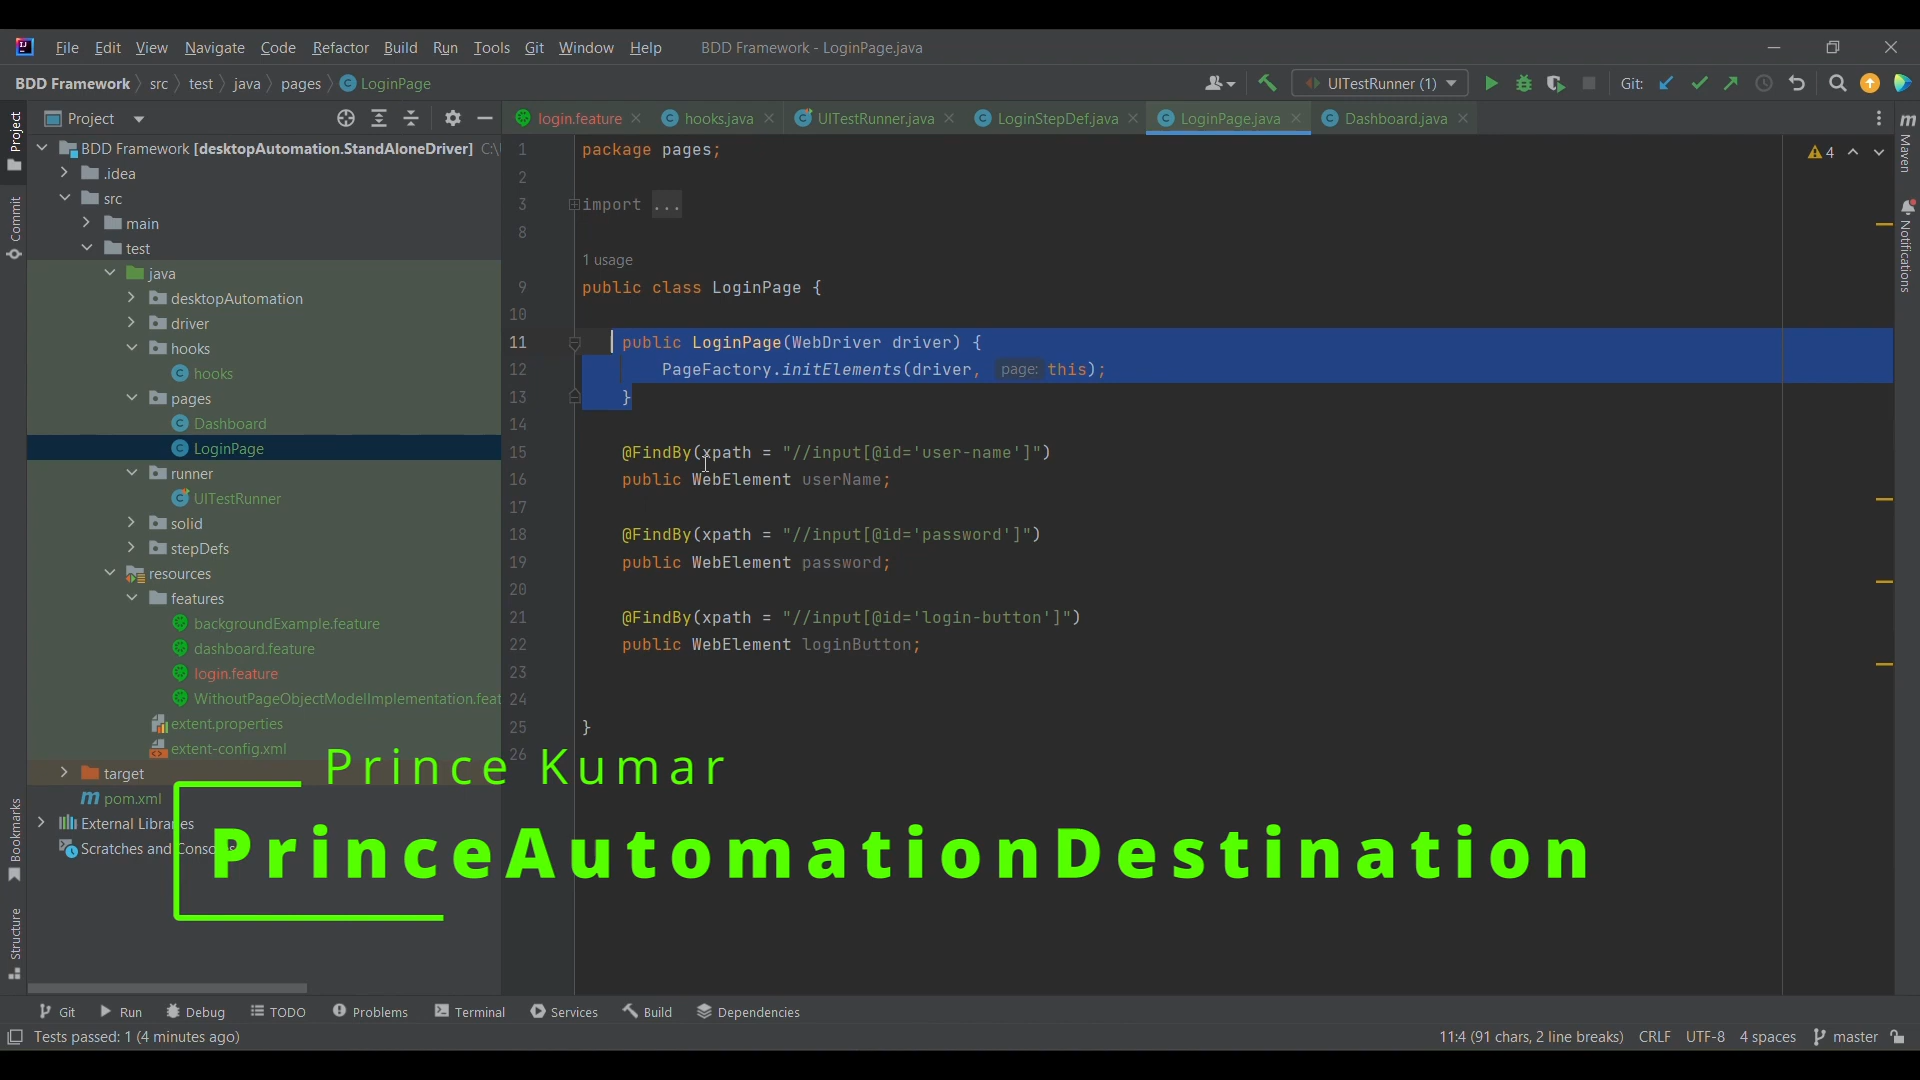 File Edit View Navigate Code Refactor Build Run Tools Git Window Help BDD Framework - LoginPage.java
BDD Framework src test java pages LoginPage UITestRunner (1) Git:
Project login.feature hooks.java UITestRunner.java LoginStepDef.java LoginPage.java Dashboard.java
Project
Commit
Bookmarks
Structure
BDD Framework [desktopAutomation.StandAloneDriver] C:\
.idea
src
main
test
java
desktopAutomation
driver
hooks
hooks
pages
Dashboard
LoginPage
runner
UITestRunner
solid
stepDefs
resources
features
backgroundExample.feature
dashboard.feature
login.feature
WithoutPageObjectModelImplementation.feat
extent.properties
extent-config.xml
target
pom.xml
External Libraries
Scratches and Conso
1 package pages;
2
3 import ...
8
1 usage
9 public class LoginPage {
10
11 public LoginPage(WebDriver driver) {
12 PageFactory.initElements(driver, page: this);
13 }
14
15 @FindBy(xpath = "//input[@id='user-name']")
16 public WebElement userName;
17
18 @FindBy(xpath = "//input[@id='password']")
19 public WebElement password;
20
21 @FindBy(xpath = "//input[@id='login-button']")
22 public WebElement loginButton;
23
24
25 }
26
4
Maven
Notifications
Prince Kumar
PrinceAutomationDestination
Git Run Debug TODO Problems Terminal Services Build Dependencies
Tests passed: 1 (4 minutes ago) 11:4 (91 chars, 2 line breaks) CRLF UTF-8 4 spaces master